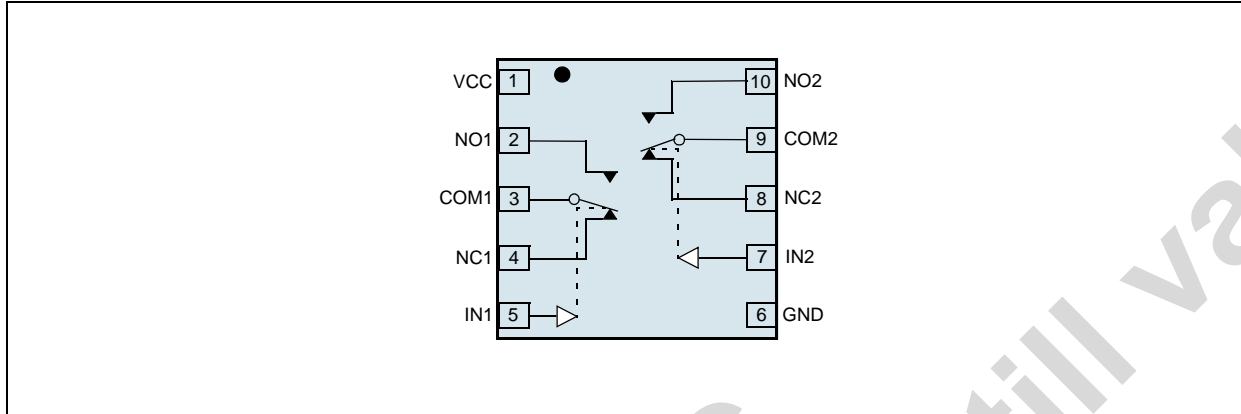 VCC 1 10 NO2
NO1 2 9 COM2
COM1 3 8 NC2
NC1 4 7 IN2
IN1 5 6 GND
still